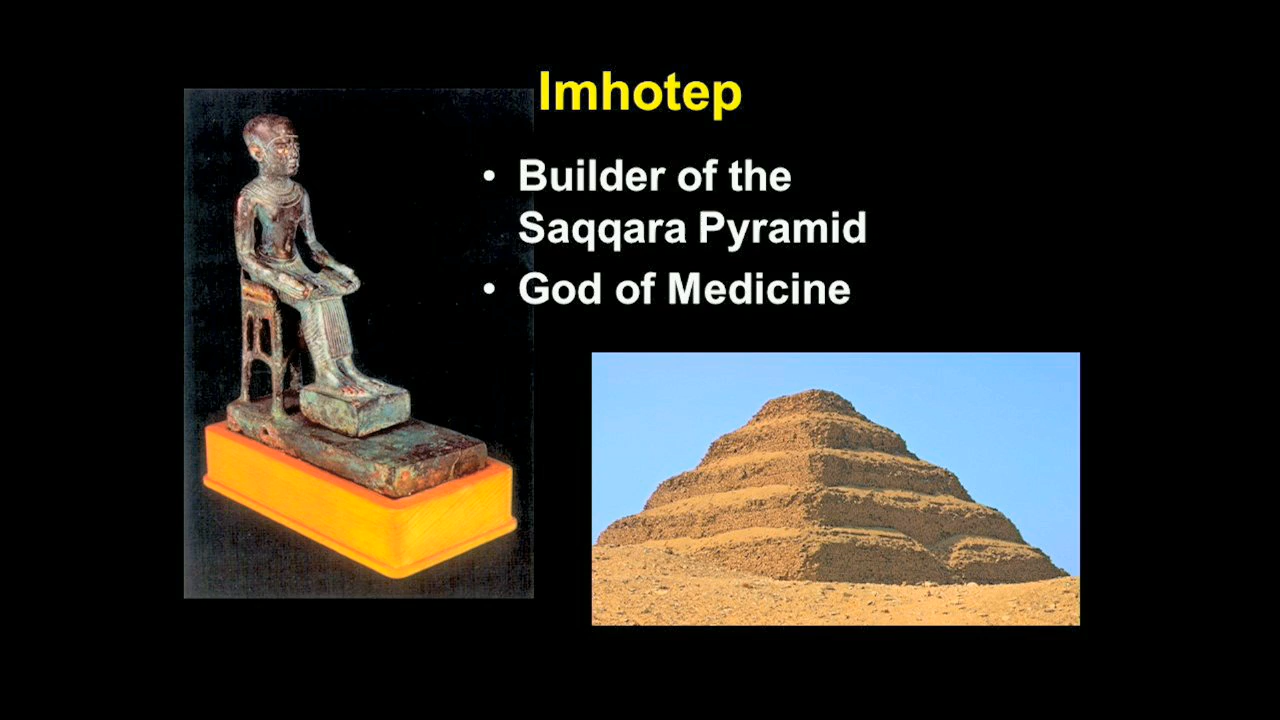 Imhotep
• Builder of the
Saqqara Pyramid
• God of Medicine